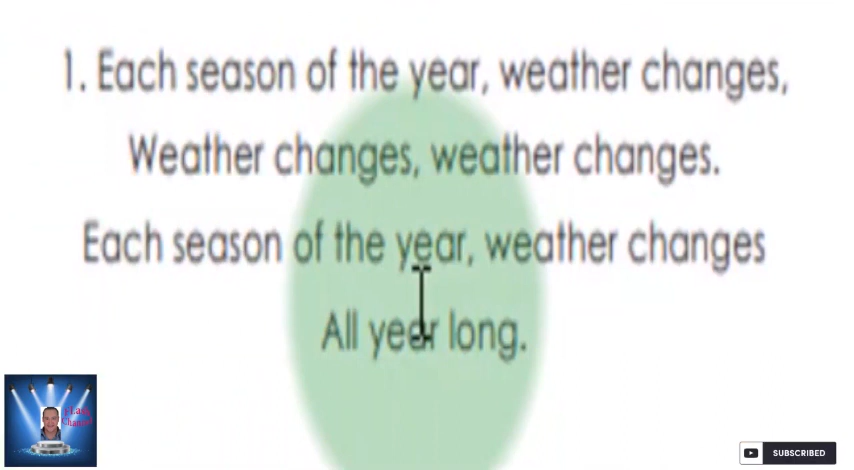 1. Each season of the year, weather changes,
Weather changes, weather changes.
Each season of the year, weather changes
All year long.
SUBSCRIBED